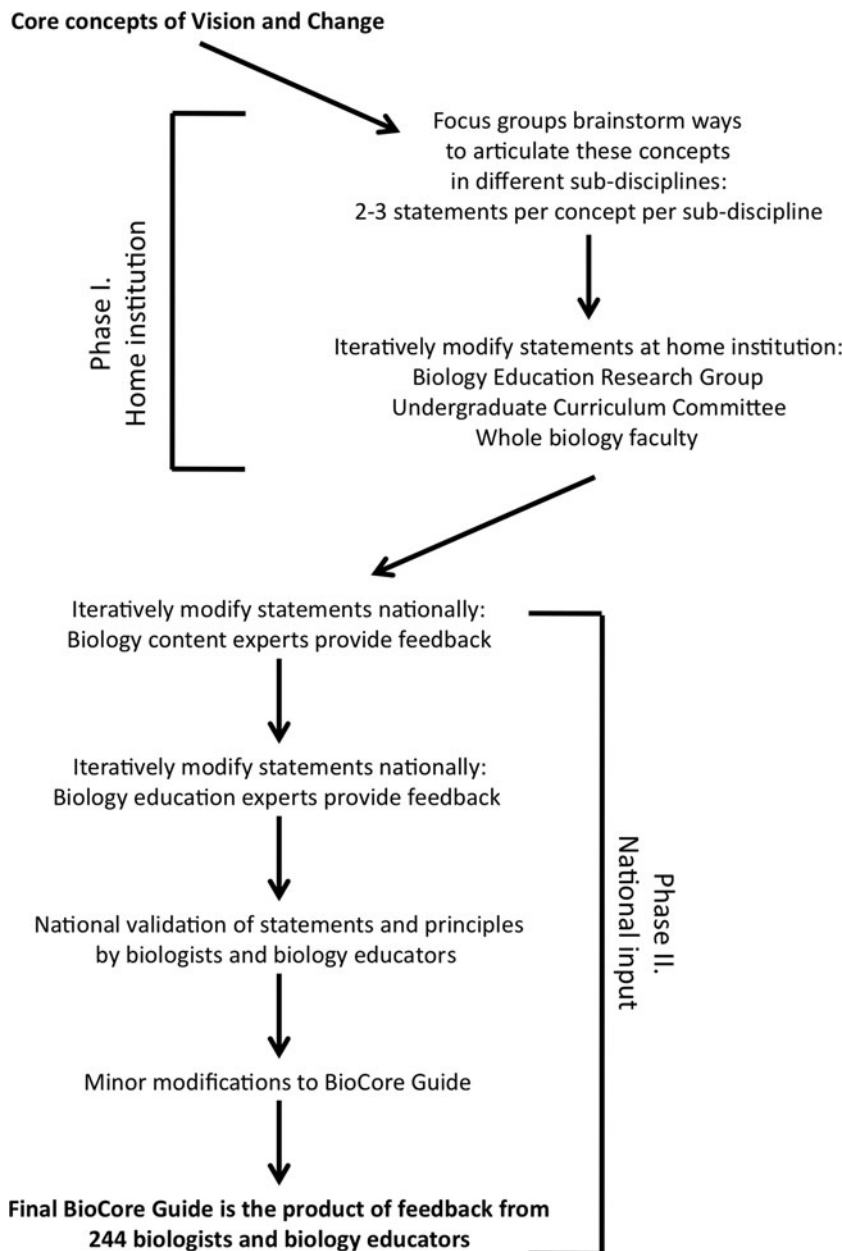 Core concepts of Vision and Change
Focus groups brainstorm ways
to articulate these concepts
in different sub-disciplines:
2-3 statements per concept per sub-discipline
Phase I.
Home institution
Iteratively modify statements at home institution:
Biology Education Research Group
Undergraduate Curriculum Committee
Whole biology faculty
Iteratively modify statements nationally:
Biology content experts provide feedback
Iteratively modify statements nationally:
Biology education experts provide feedback
National validation of statements and principles
by biologists and biology educators
Phase II.
National input
Minor modifications to BioCore Guide
Final BioCore Guide is the product of feedback from
244 biologists and biology educators